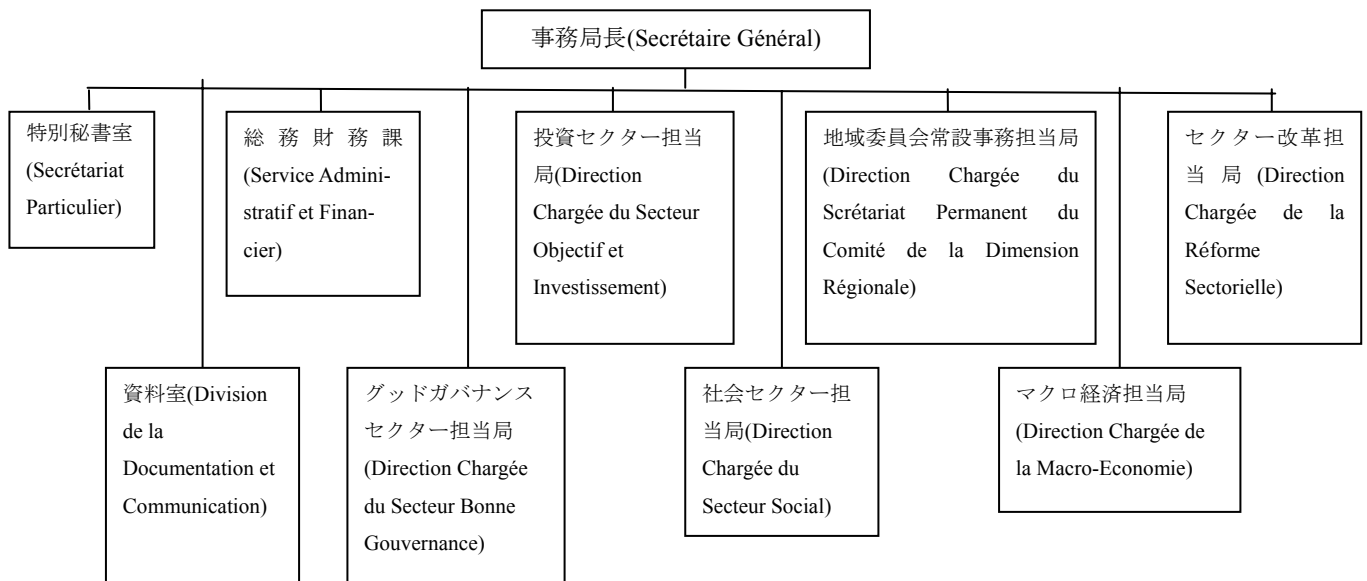 事務局長(Secrétaire Général)
特別秘書室
(Secrétariat
Particulier)
総務財務課
(Service Admini-
stratif et Finan-
cier)
投資セクター担当
局(Direction
Chargée du Secteur
Objectif et
Investissement)
地域委員会常設事務担当局
(Direction Chargée du
Scrétariat Permanent du
Comité de la Dimension
Régionale)
セクター改革担
当局(Direction
Chargée de la
Réforme
Sectorielle)
資料室(Division
de la
Documentation et
Communication)
グッドガバナンス
セクター担当局
(Direction Chargée
du Secteur Bonne
Gouvernance)
社会セクター担
当局(Direction
Chargée du
Secteur Social)
マクロ経済担当局
(Direction Chargée de
la Macro-Economie)